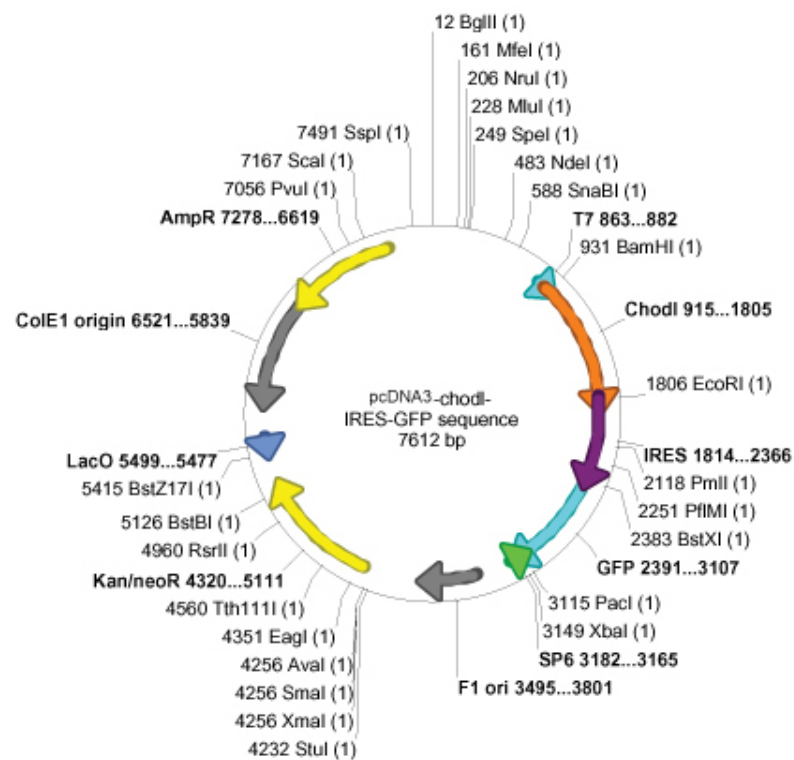 12 BglII (1)
161 MfeI (1)
206 NruI (1)
228 MluI (1)
249 SpeI (1)
483 NdeI (1)
588 SnaBI (1)
T7 863...882
931 BamHI (1)
ChodI 915...1805
1806 EcoRI (1)
IRES 1814...2366
2118 PmlI (1)
2251 PflMI (1)
2383 BstXI (1)
GFP 2391...3107
3115 PacI (1)
3149 XbaI (1)
SP6 3182...3165
F1 ori 3495...3801
7491 SspI (1)
7167 ScaI (1)
7056 PvuI (1)
AmpR 7278...6619
ColE1 origin 6521...5839
LacO 5499...5477
5415 BstZ17I (1)
5126 BstBI (1)
4960 RsrII (1)
Kan/neoR 4320...5111
4560 Tth111I (1)
4351 EagI (1)
4256 AvaI (1)
4256 SmaI (1)
4256 XmaI (1)
4232 StuI (1)
pcDNA3-chodl-
IRES-GFP sequence
7612 bp